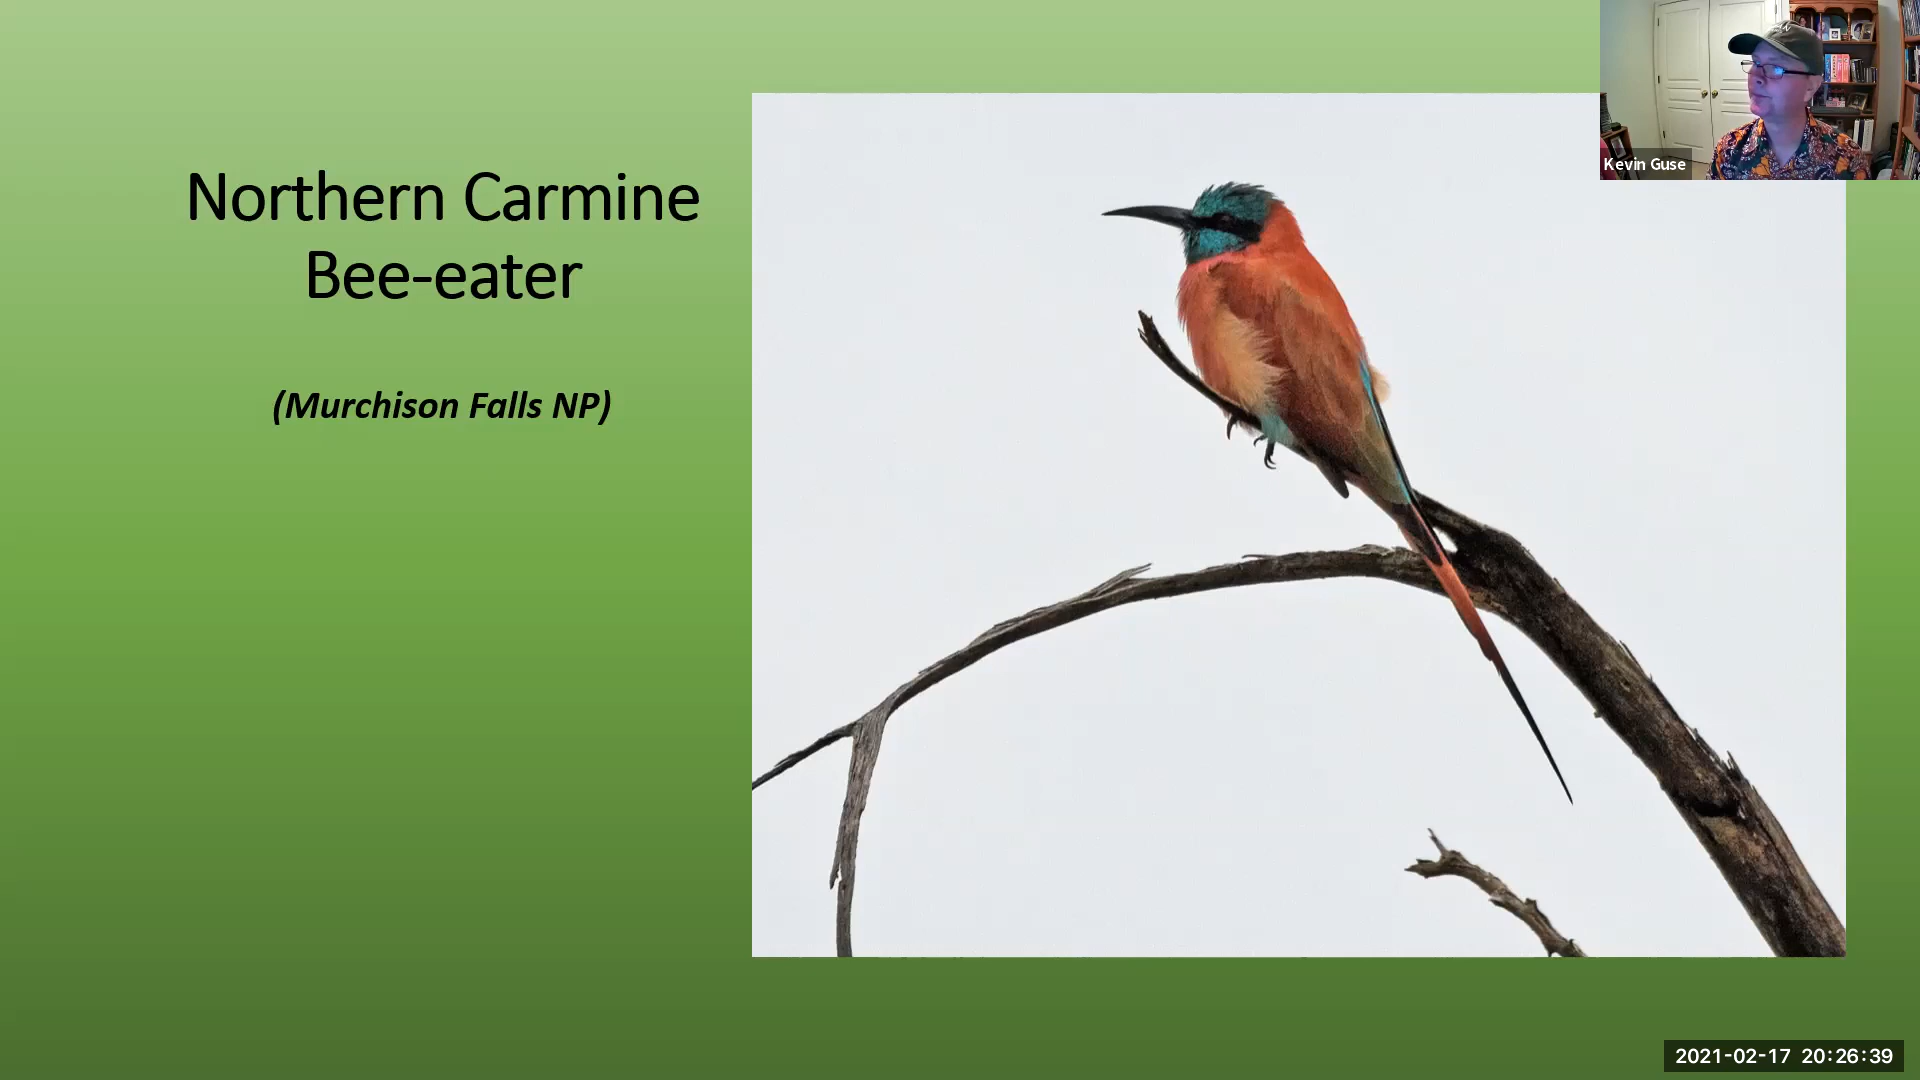 Northern Carmine
Bee-eater
(Murchison Falls NP)
Kevin Guse
2021-02-17 20:26:39